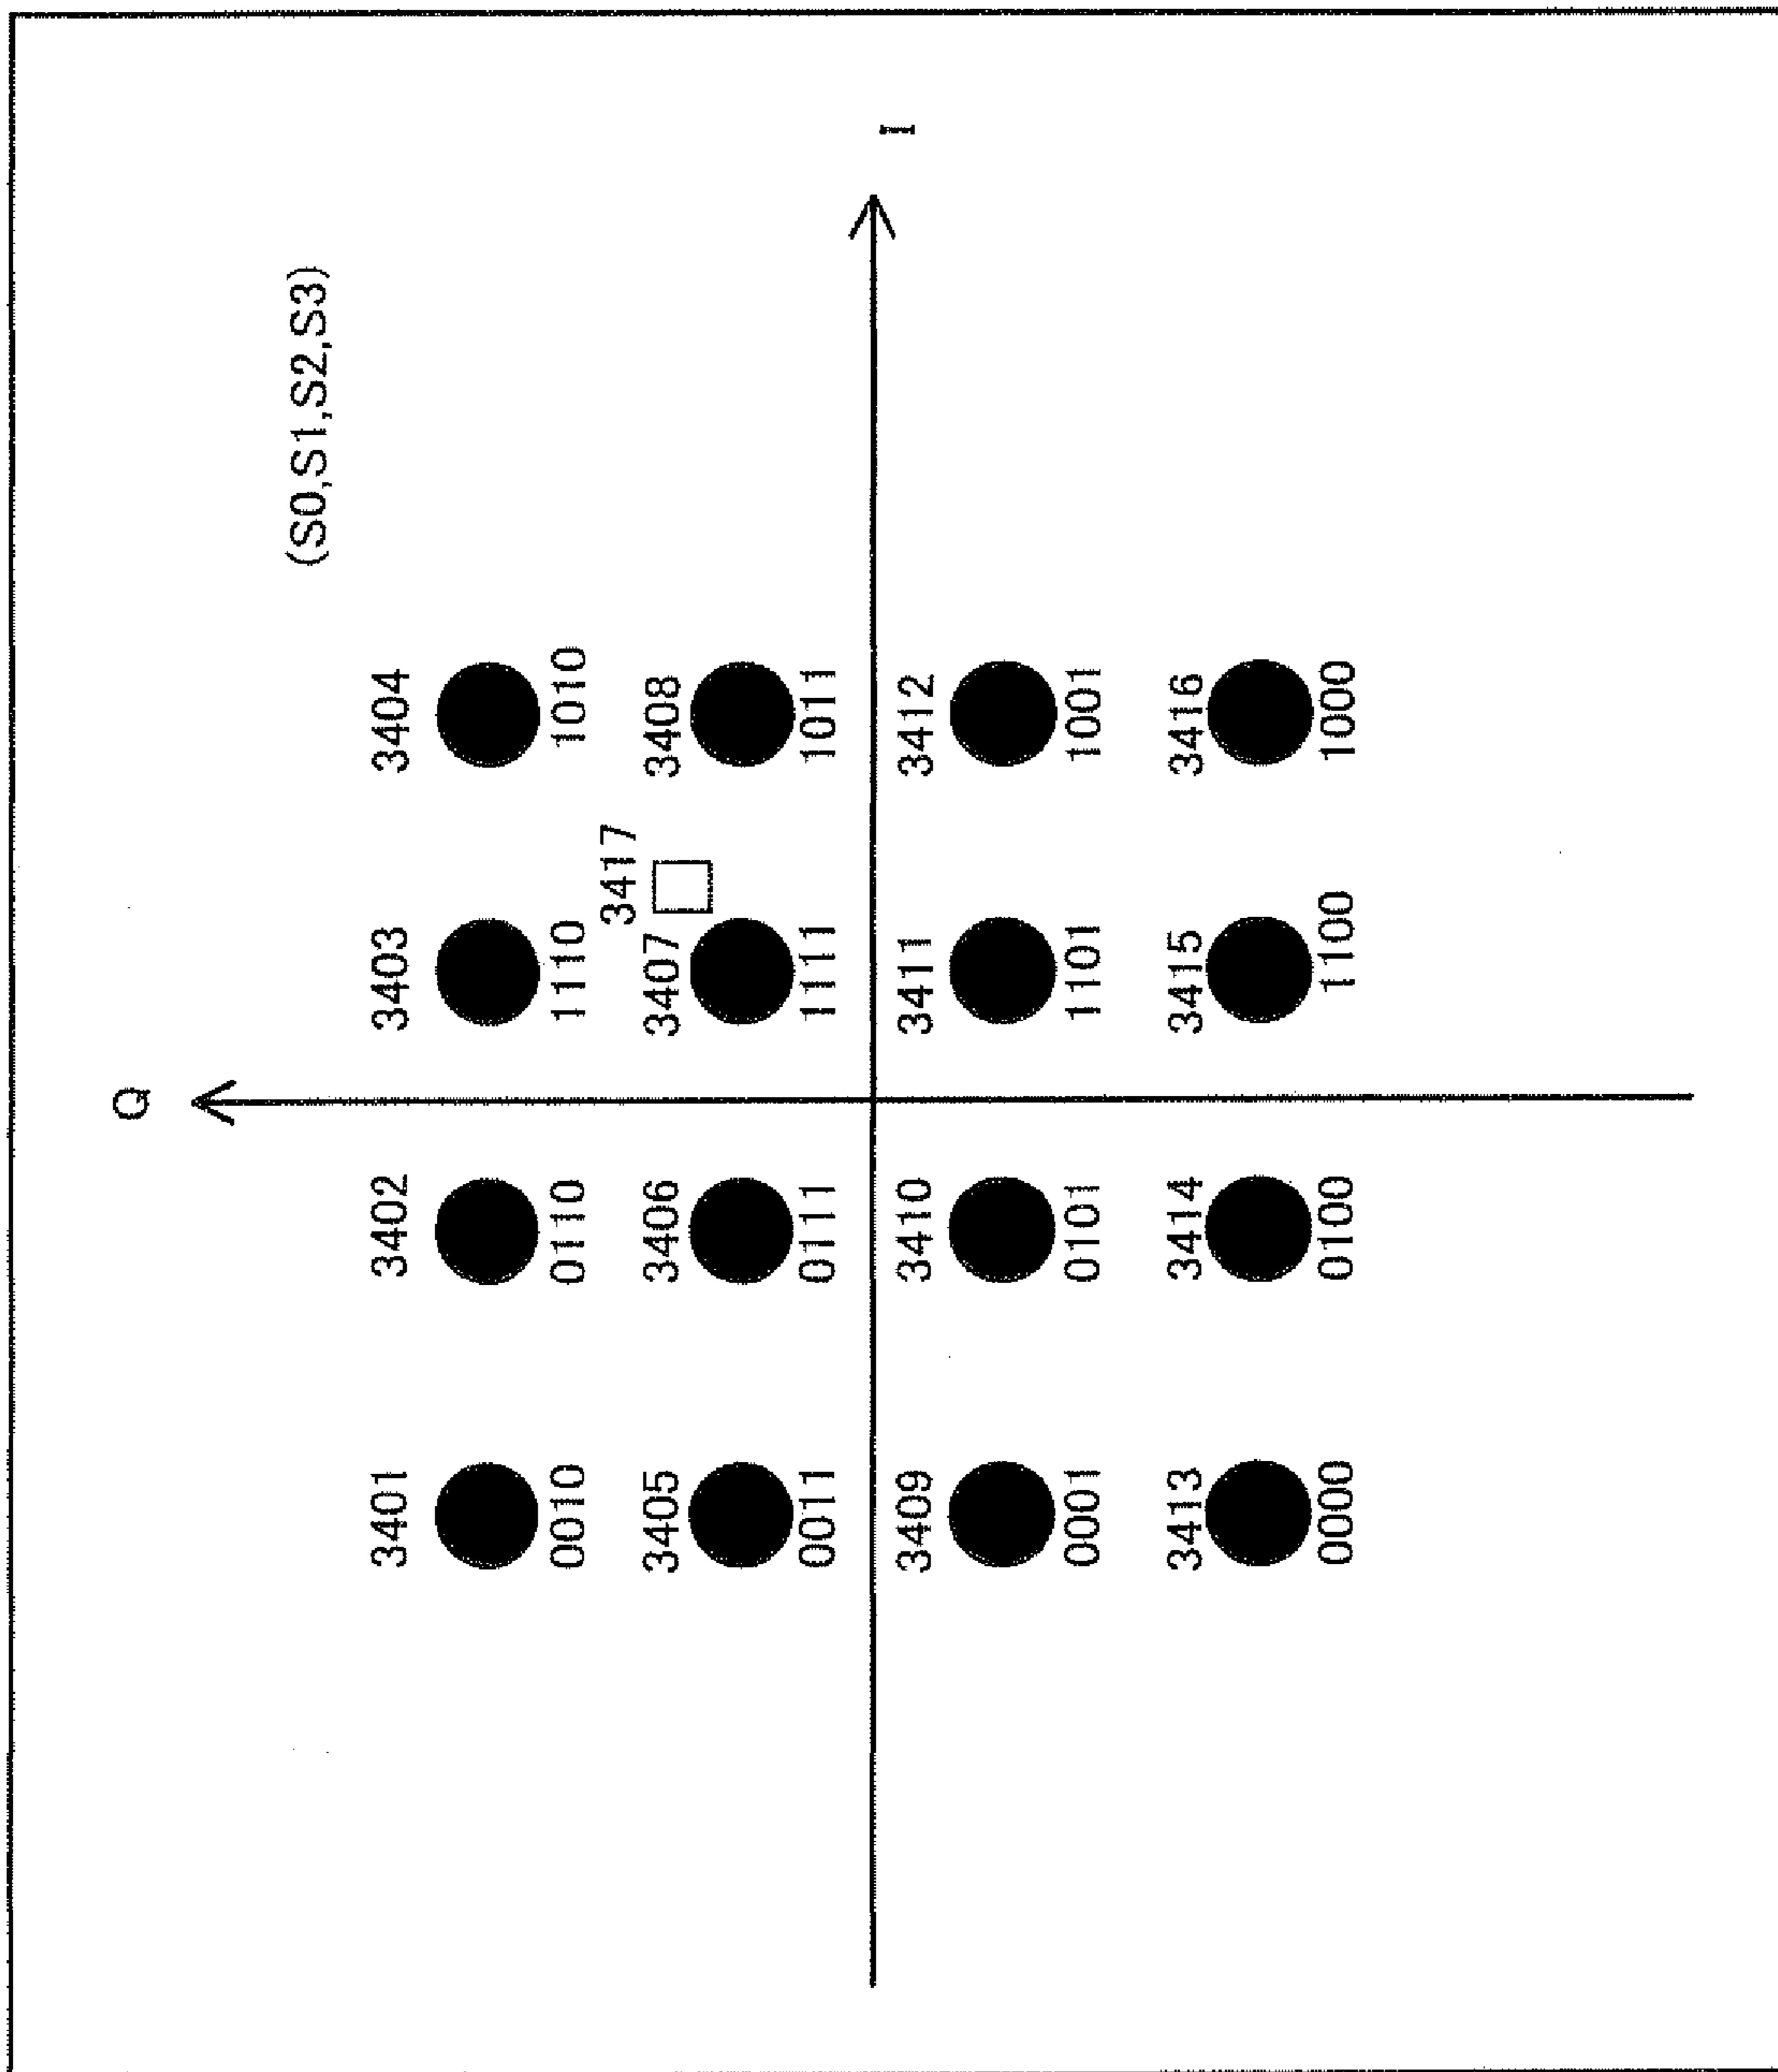 Q
(S0,S1,S2,S3)
3401 3402 3403 3404
0010 0110 1110 1010
3417
3405 3406 3407 3408
0011 0111 1111 1011
I
3409 3410 3411 3412
0001 0101 1101 1001
3413 3414 3415 3416
0000 0100 1100 1000